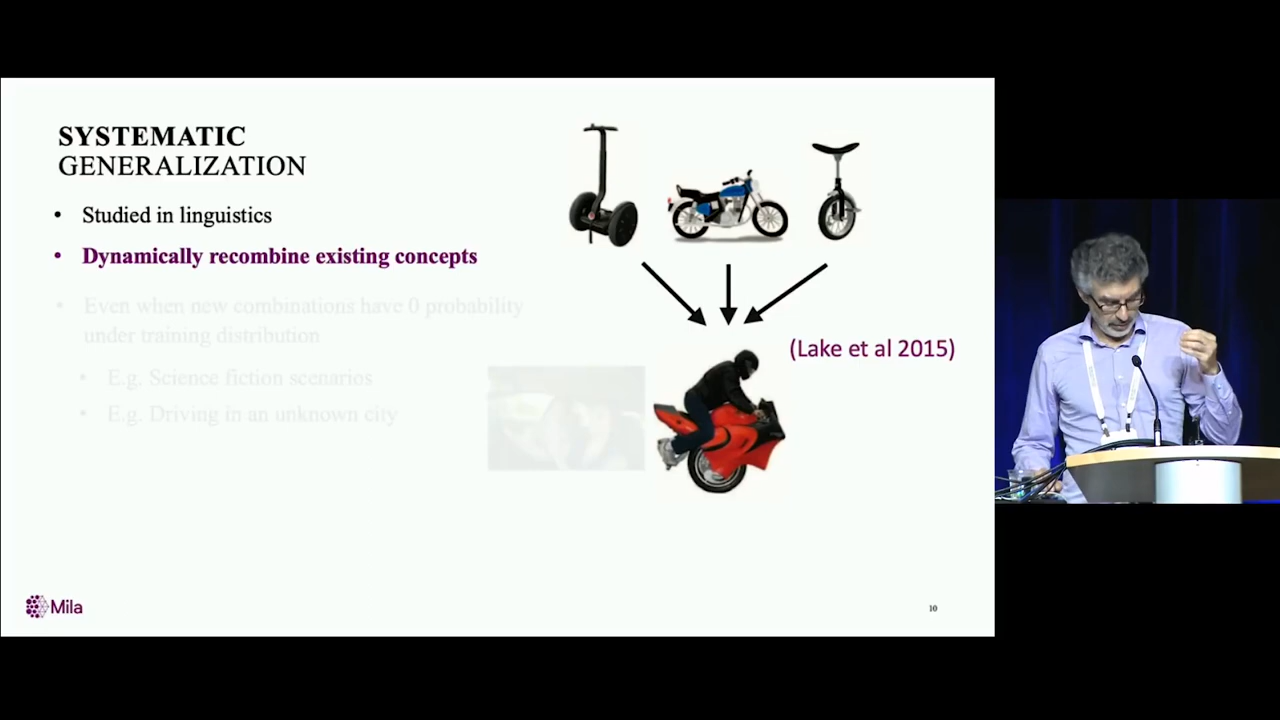 SYSTEMATIC
GENERALIZATION
• Studied in linguistics
• Dynamically recombine existing concepts
• Even when new combinations have 0 probability
under training distribution
• E.g. Science fiction scenarios
• E.g. Driving in an unknown city
(Lake et al 2015)
Mila
10